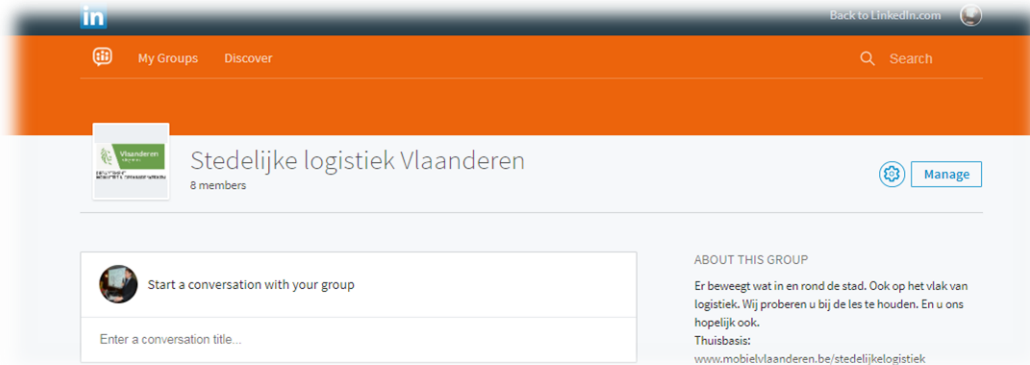 in
Back to LinkedIn.com
My Groups
Discover
Search
Vlaanderen
Stedelijke logistiek Vlaanderen
8 members
Manage
Start a conversation with your group
Enter a conversation title...
ABOUT THIS GROUP
Er beweegt wat in en rond de stad. Ook op het vlak van
logistiek. Wij proberen u bij de les te houden. En u ons
hopelijk ook.
Thuisbasis:
www.mobielvlaanderen.be/stedelijkelogistiek